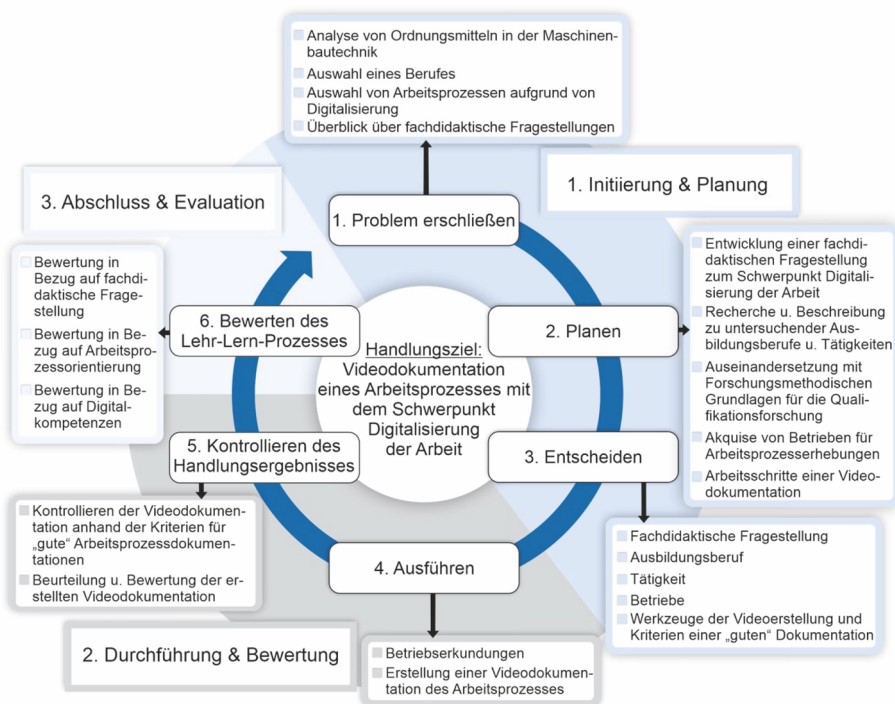 Analyse von Ordnungsmitteln in der Maschinen-
bautechnik
Auswahl eines Berufes
Auswahl von Arbeitsprozessen aufgrund von
Digitalisierung
Überblick über fachdidaktische Fragestellungen
1. Initiierung & Planung
3. Abschluss & Evaluation
1. Problem erschließen
Entwicklung einer fachdi-
daktischen Fragestellung
zum Schwerpunkt Digitali-
sierung der Arbeit
Recherche u. Beschreibung
zu untersuchender Aus-
bildungsberufe u. Tätigkeiten
Auseinandersetzung mit
Forschungsmethodischen
Grundlagen für die Quali-
fikationsforschung
Akquise von Betrieben für
Arbeitsprozesserhebungen
Arbeitsschritte einer Video-
dokumentation
2. Planen
Bewertung in
Bezug auf fachdi-
daktische Frage-
stellung
Bewertung in Be-
zug auf Arbeitspro-
zessorientierung
Bewertung in Be-
zug auf Digital-
kompetenzen
6. Bewerten des
Lehr-Lern-Prozesses
Handlungsziel:
Videodokumentation
eines Arbeitsprozesses mit
dem Schwerpunkt
Digitalisierung
der Arbeit
5. Kontrollieren des
Handlungsergebnisses
3. Entscheiden
Kontrollieren der Videodokumen-
tation anhand der Kriterien für
„gute“ Arbeitsprozessdokumen-
tationen
Beurteilung u. Bewertung der er-
stellten Videodokumentation
Fachdidaktische Fragestellung
Ausbildungsberuf
Tätigkeit
Betriebe
Werkzeuge der Videoerstellung und
Kriterien einer „guten“ Dokumentation
4. Ausführen
2. Durchführung & Bewertung
Betriebserkundungen
Erstellung einer Videodokumen-
tation des Arbeitsprozesses